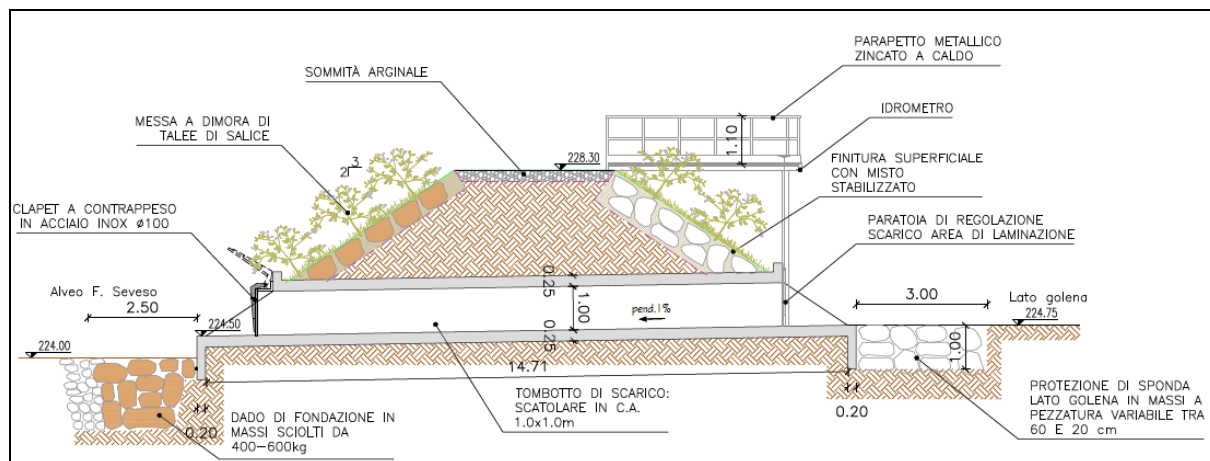 PARAPETTO METALLICO
ZINCATO A CALDO
SOMMITÀ ARGINALE
IDROMETRO
1.10
MESSA A DIMORA DI
TALEE DI SALICE
3
2
228.30
FINITURA SUPERFICIALE
CON MISTO
STABILIZZATO
CLAPET A CONTRAPPESO
IN ACCIAIO INOX ø100
PARATOIA DI REGOLAZIONE
SCARICO AREA DI LAMINAZIONE
0.25
1.00
0.25
Alveo F. Seveso
2.50
pend.1%
3.00
Lato golena
224.75
224.50
224.00
1.00
14.71
0.20
0.20
DADO DI FONDAZIONE IN
MASSI SCIOLTI DA
400-600kg
TOMBOTTO DI SCARICO:
SCATOLARE IN C.A.
1.0x1.0m
PROTEZIONE DI SPONDA
LATO GOLENA IN MASSI A
PEZZATURA VARIABILE TRA
60 E 20 cm